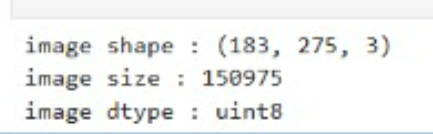 image shape : (183, 275, 3)
image size : 150975
image dtype : uint8